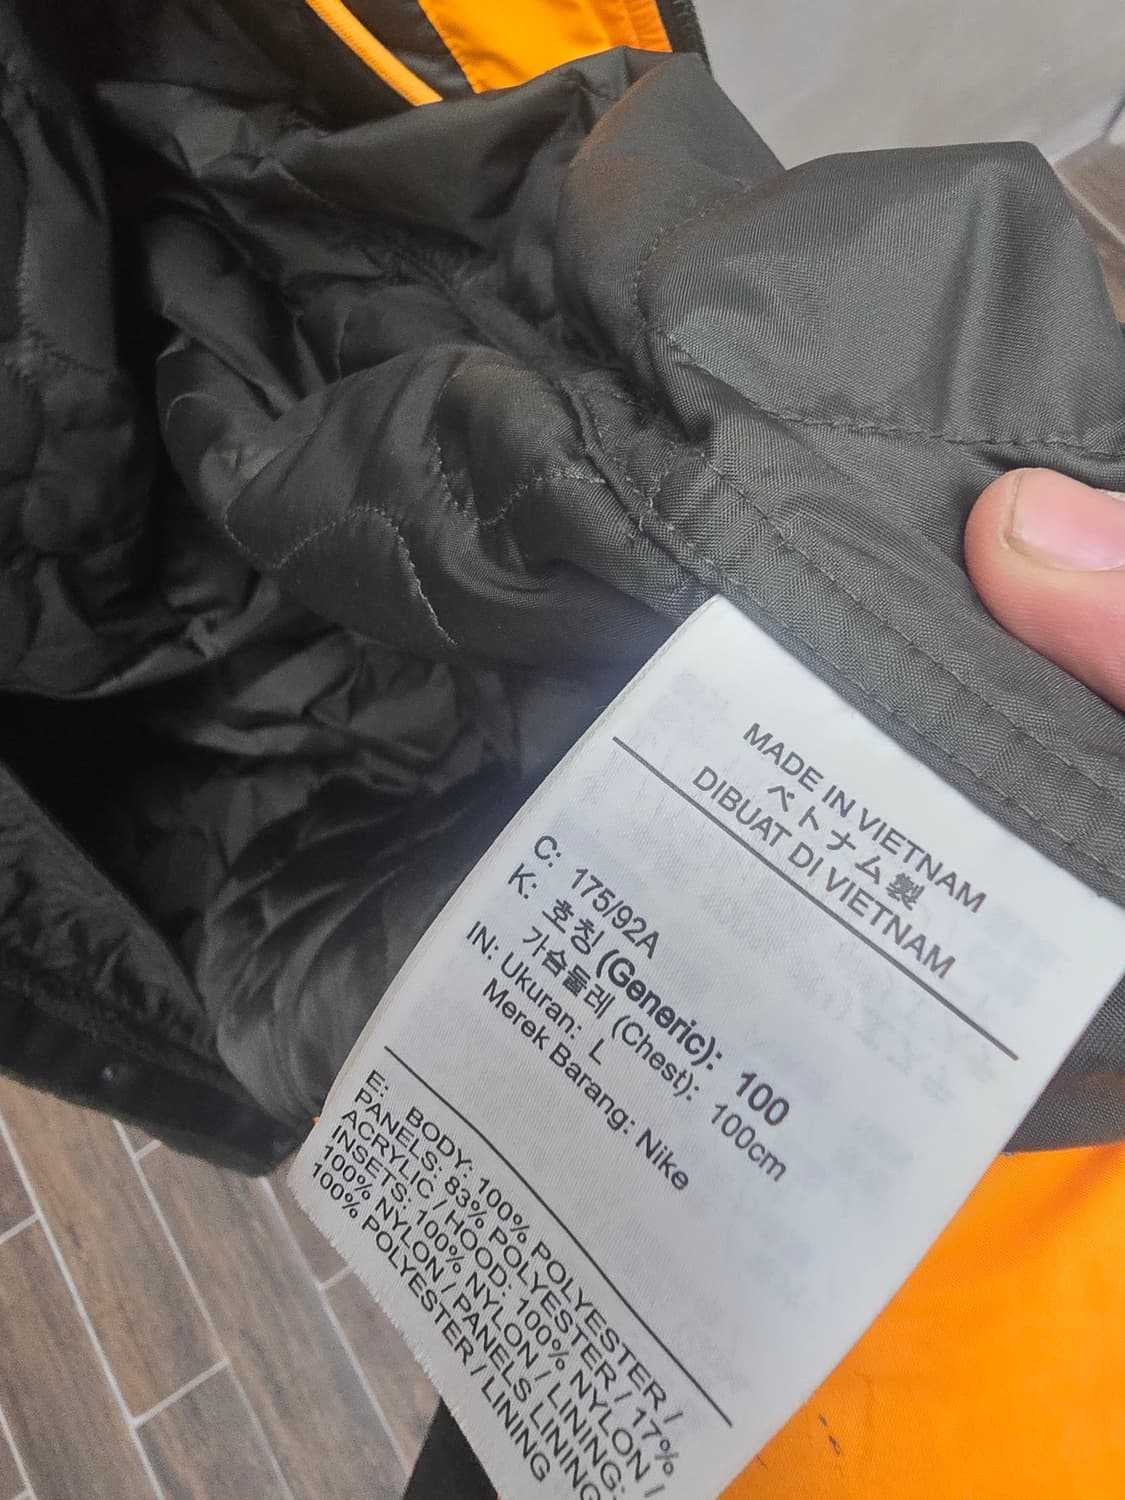 MADE IN VIETNAM
ベトナム製
DIBUAT DI VIETNAM
C: 175/92A
K: 호칭 (Generic): 100
가슴둘레 (Chest): 100cm
IN: Ukuran: L
Merek Barang: Nike
E: BODY: 100% POLYESTER /
PANELS: 83% POLYESTER / 17%
ACRYLIC / HOOD: 100% NYLON /
INSETS: 100% NYLON / LINING:
100% NYLON / PANELS LINING:
100% POLYESTER / LINING